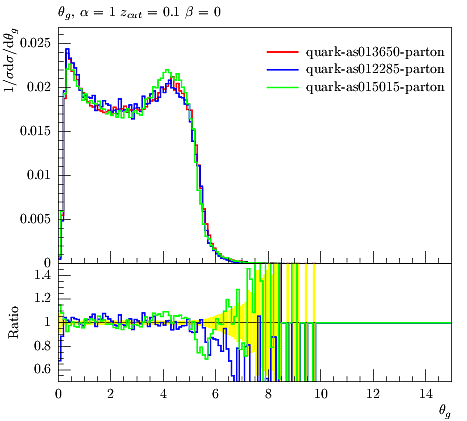 θg, α = 1 zcut = 0.1 β = 0
1/σdσ/dθg
0.025
0.02
0.015
0.01
0.005
0
quark-as013650-parton
quark-as012285-parton
quark-as015015-parton
Ratio
1.4
1.2
1
0.8
0.6
0 2 4 6 8 10 12 14
θg